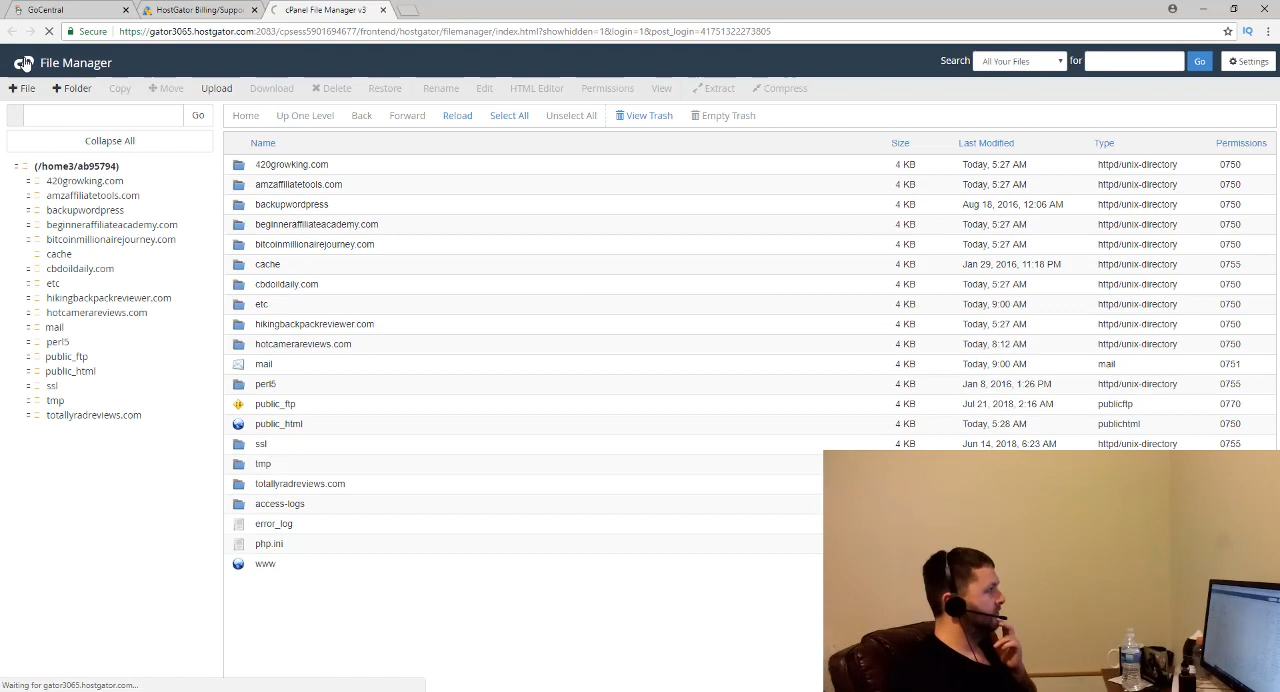 GoCentral
HostGator Billing/Suppo
cPanel File Manager v3
Secure https://gator3065.hostgator.com:2083/cpsess5901694677/frontend/hostgator/filemanager/index.html?showhidden=1&login=1&post_login=41751322273805
IQ
cP File Manager
Search All Your Files for Go Settings
File Folder Copy Move Upload Download Delete Restore Rename Edit HTML Editor Permissions View Extract Compress
Go Home Up One Level Back Forward Reload Select All Unselect All View Trash Empty Trash
Collapse All
(/home3/ab95794)
420growking.com
amzaffiliatetools.com
backupwordpress
beginneraffiliateacademy.com
bitcoinmillionairejourney.com
cache
cbdoildaily.com
etc
hikingbackpackreviewer.com
hotcamerareviews.com
mail
perl5
public_ftp
public_html
ssl
tmp
totallyradreviews.com
Name Size Last Modified Type Permissions
420growking.com 4 KB Today, 5:27 AM httpd/unix-directory 0750
amzaffiliatetools.com 4 KB Today, 5:27 AM httpd/unix-directory 0750
backupwordpress 4 KB Aug 18, 2016, 12:06 AM httpd/unix-directory 0750
beginneraffiliateacademy.com 4 KB Today, 5:27 AM httpd/unix-directory 0750
bitcoinmillionairejourney.com 4 KB Today, 5:27 AM httpd/unix-directory 0750
cache 4 KB Jan 29, 2016, 11:18 PM httpd/unix-directory 0755
cbdoildaily.com 4 KB Today, 5:27 AM httpd/unix-directory 0750
etc 4 KB Today, 9:00 AM httpd/unix-directory 0750
hikingbackpackreviewer.com 4 KB Today, 5:27 AM httpd/unix-directory 0750
hotcamerareviews.com 4 KB Today, 8:12 AM httpd/unix-directory 0750
mail 4 KB Today, 9:00 AM mail 0751
perl5 4 KB Jan 8, 2016, 1:26 PM httpd/unix-directory 0755
public_ftp 4 KB Jul 21, 2018, 2:16 AM publicftp 0770
public_html 4 KB Today, 5:28 AM publichtml 0750
ssl 4 KB Jun 14, 2018, 6:23 AM httpd/unix-directory 0755
tmp
totallyradreviews.com
access-logs
error_log
php.ini
www
Waiting for gator3065.hostgator.com...